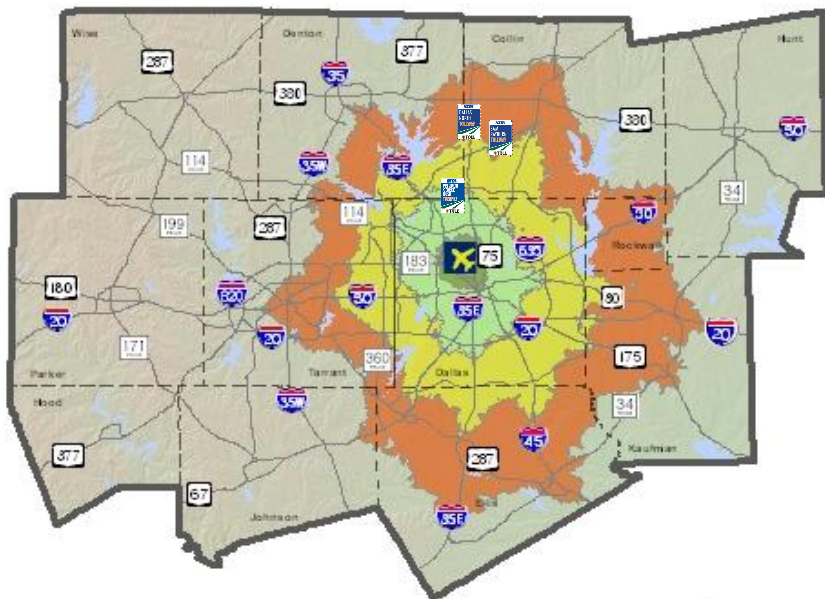 Wise
Denton
377
Collin
Hunt
287
35
380
380
30
114
35W
35E
34
199
114
30
287
Rockwall
183
75
635
180
820
30
80
20
35E
20
20
20
171
360
175
Parker
Tarrant
Dallas
Hood
35W
34
45
Kaufman
377
287
67
Ellis
Johnson
35E